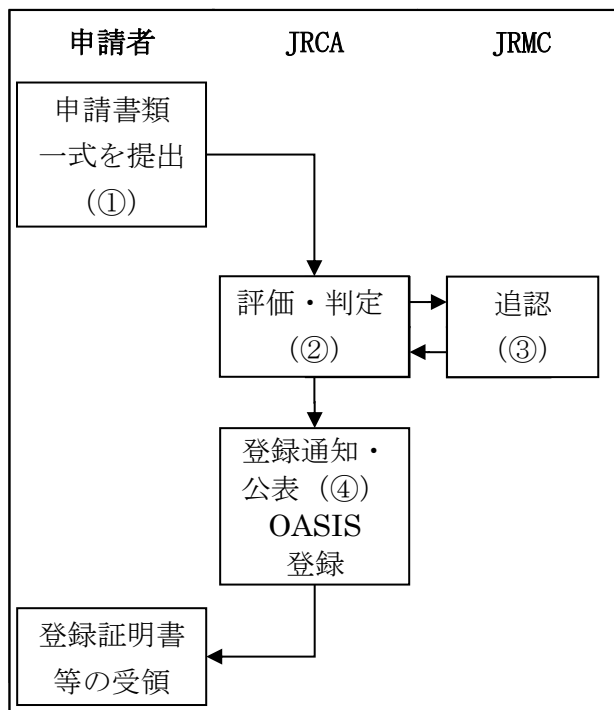 申請者 JRCA JRMC
申請書類
一式を提出
(①)
評価・判定
(②)
追認
(③)
登録通知・
公表 (④)
OASIS
登録
登録証明書
等の受領